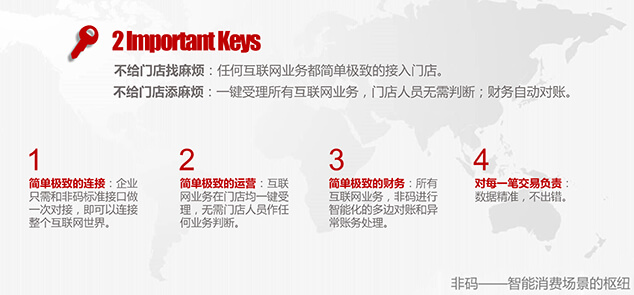 2 Important Keys
不给门店找麻烦：任何互联网业务都简单极致的接入门店。
不给门店添麻烦：一键受理所有互联网业务，门店人员无需判断；财务自动对账。
1
简单极致的连接：企业
只需和非码标准接口做
一次对接，即可以连接
整个互联网世界。
2
简单极致的运营：互联
网业务在门店均一键受
理，无需门店人员作任
何业务判断。
3
简单极致的财务：所有
互联网业务，非码进行
智能化的多边对账和异
常账务处理。
4
对每一笔交易负责：
数据精准，不出错。
非码——智能消费场景的枢纽